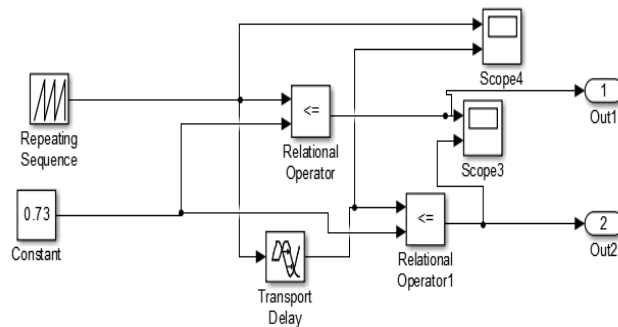 Scope4
1
Out1
<=
Repeating
Sequence
Relational
Operator
Scope3
0.73
Constant
<=
2
Out2
Relational
Operator1
Transport
Delay